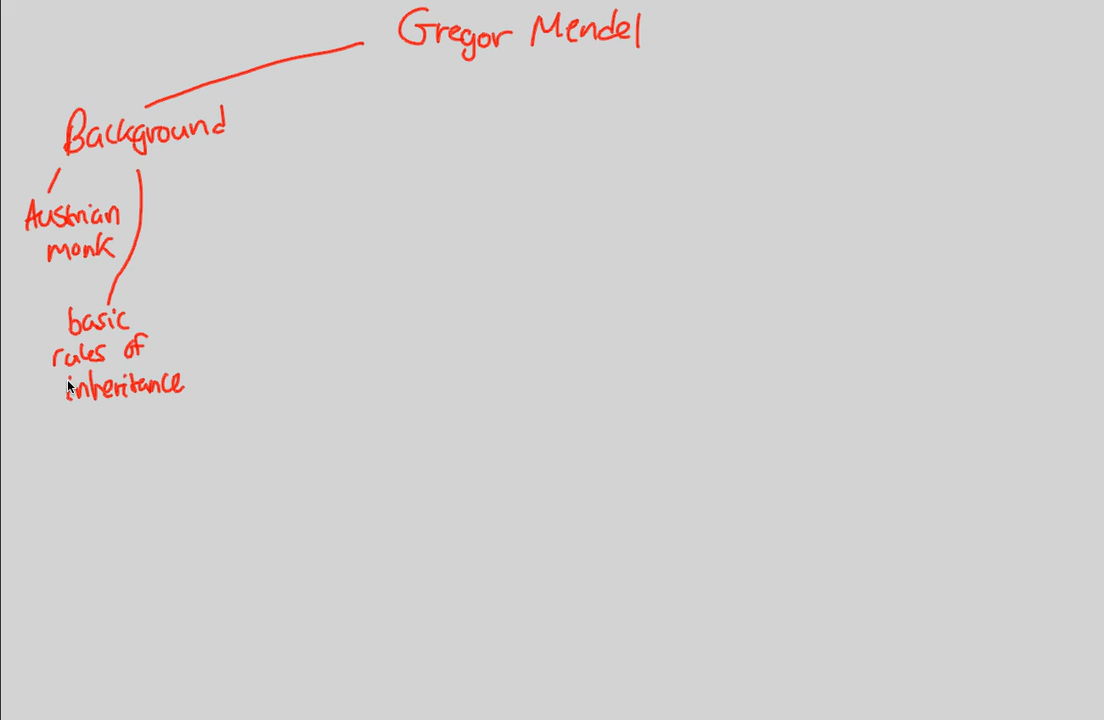 Gregor Mendel
Background
Austrian
monk
basic
rules of
inheritance